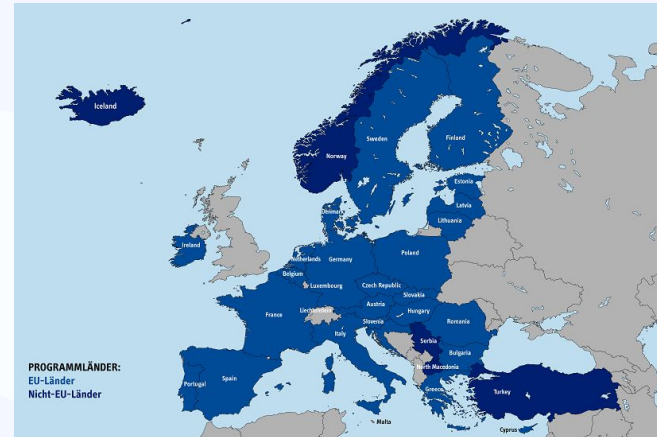 Iceland
Norway
Sweden
Finland
Estonia
Latvia
Lithuania
Denmark
Ireland
Netherlands
Germany
Poland
Belgium
Luxembourg
Czech Republic
Slovakia
France
Liechtenstein
Austria
Hungary
Slovenia
Romania
Italy
Serbia
Bulgaria
North Macedonia
Portugal
Spain
Greece
Turkey
Malta
Cyprus
PROGRAMMLÄNDER:
EU-Länder
Nicht-EU-Länder